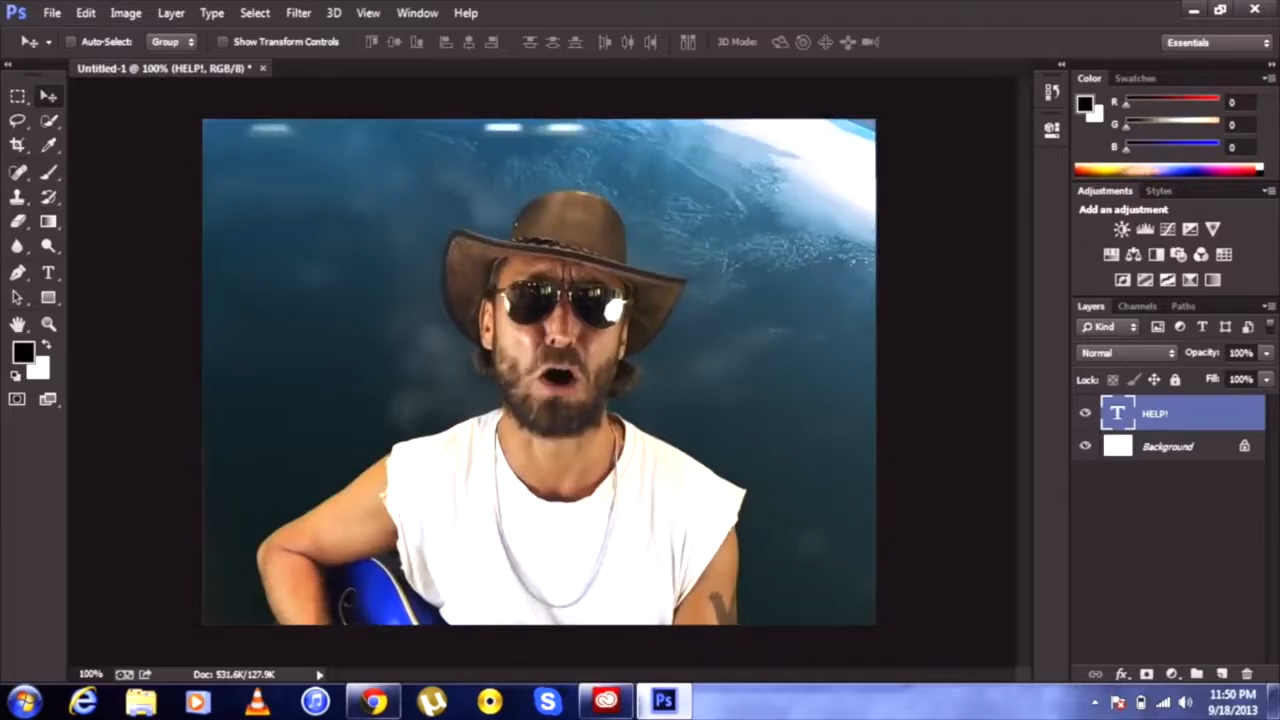 Ps File Edit Image Layer Type Select Filter 3D View Window Help
Auto-Select: Group Show Transform Controls 3D Mode: Essentials
Untitled-1 @ 100% (HELP!, RGB/8) *
Color Swatches
R 0
G 0
B 0
Adjustments Styles
Add an adjustment
Layers Channels Paths
Kind
Normal Opacity: 100%
Lock: Fill: 100%
T HELP!
Background
100% Doc: 531.6K/127.9K
Ps
11:50 PM
9/18/2013